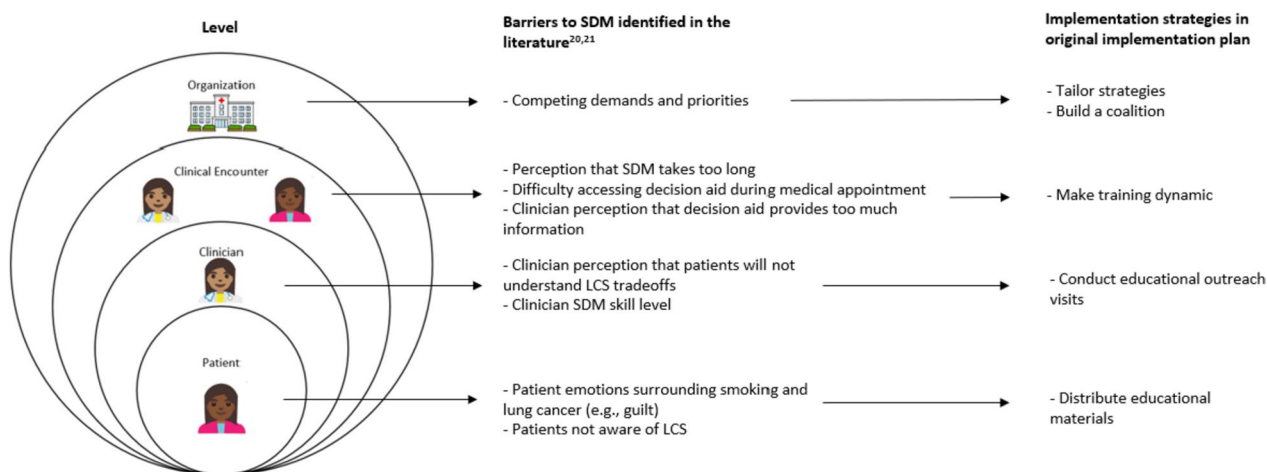 Level
Barriers to SDM identified in the
literature20,21
Implementation strategies in
original implementation plan
Organization
- Competing demands and priorities
- Tailor strategies
- Build a coalition
Clinical Encounter
- Perception that SDM takes too long
- Difficulty accessing decision aid during medical appointment
- Clinician perception that decision aid provides too much
information
- Make training dynamic
Clinician
- Clinician perception that patients will not
understand LCS tradeoffs
- Clinician SDM skill level
- Conduct educational outreach
visits
Patient
- Patient emotions surrounding smoking and
lung cancer (e.g., guilt)
- Patients not aware of LCS
- Distribute educational
materials